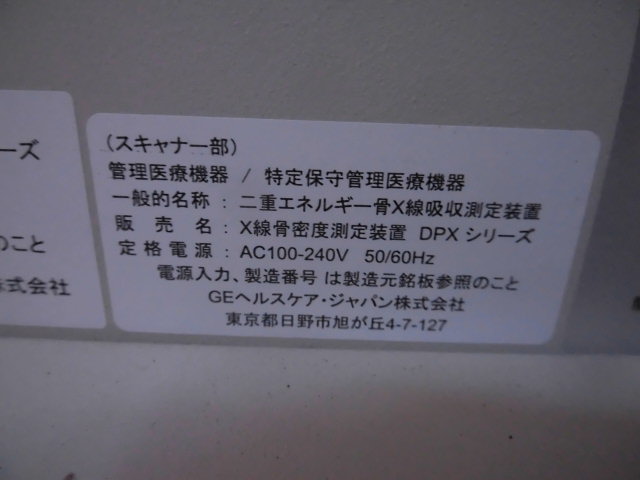 ーズ
のこと
株式会社
(スキャナー部)
管理医療機器 / 特定保守管理医療機器
一般的名称 : 二重エネルギー骨X線吸収測定装置
販売名 : X線骨密度測定装置 DPX シリーズ
定格電源 : AC100-240V 50/60Hz
電源入力、製造番号 は製造元銘板参照のこと
GEヘルスケア・ジャパン株式会社
東京都日野市旭が丘4-7-127